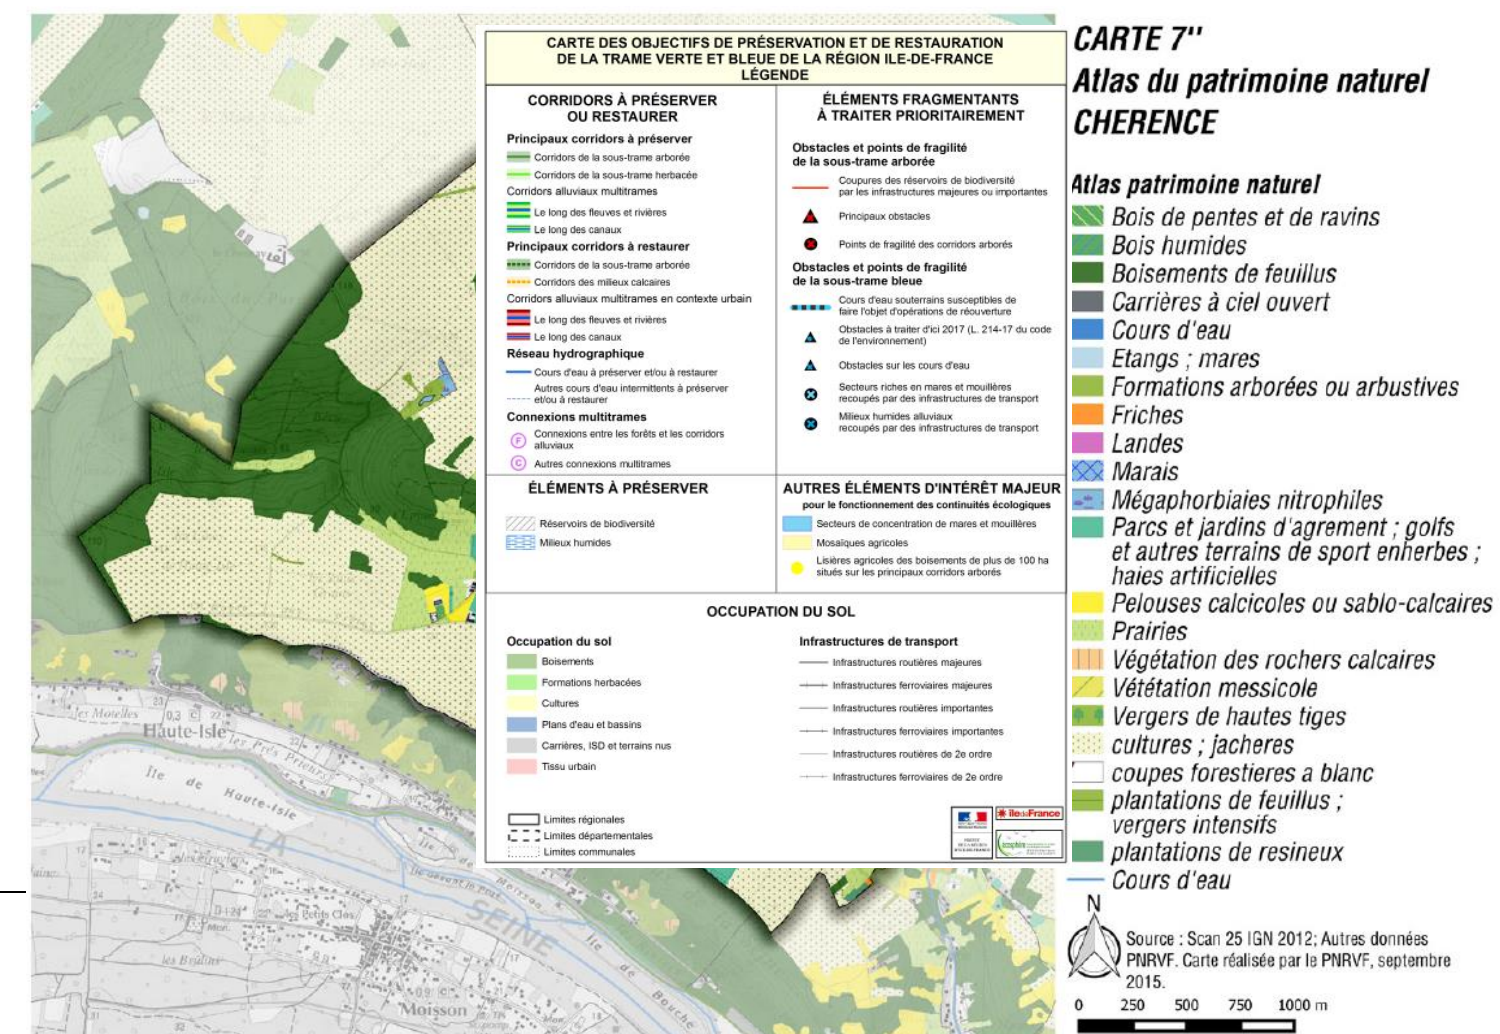 CARTE 7''
Atlas du patrimoine naturel
CHERENCE
Atlas patrimoine naturel
Bois de pentes et de ravins
Bois humides
Boisements de feuillus
Carrières à ciel ouvert
Cours d'eau
Etangs ; mares
Formations arborées ou arbustives
Friches
Landes
Marais
Mégaphorbiaies nitrophiles
Parcs et jardins d'agrement ; golfs
et autres terrains de sport enherbes ;
haies artificielles
Pelouses calcicoles ou sablo-calcaires
Prairies
Végétation des rochers calcaires
Vététation messicole
Vergers de hautes tiges
cultures ; jacheres
coupes forestieres a blanc
plantations de feuillus ;
vergers intensifs
plantations de resineux
Cours d'eau
N
Source : Scan 25 IGN 2012; Autres données
PNRVF. Carte réalisée par le PNRVF, septembre
2015.
0 250 500 750 1000 m
CARTE DES OBJECTIFS DE PRÉSERVATION ET DE RESTAURATION
DE LA TRAME VERTE ET BLEUE DE LA RÉGION ILE-DE-FRANCE
LÉGENDE
CORRIDORS À PRÉSERVER
OU RESTAURER
Principaux corridors à préserver
Corridors de la sous-trame arborée
Corridors de la sous-trame herbacée
Corridors alluviaux multitrames
Le long des fleuves et rivières
Le long des canaux
Principaux corridors à restaurer
Corridors de la sous-trame arborée
Corridors des milieux calcaires
Corridors alluviaux multitrames en contexte urbain
Le long des fleuves et rivières
Le long des canaux
Réseau hydrographique
Cours d'eau à préserver et/ou à restaurer
Autres cours d'eau intermittents à préserver
et/ou à restaurer
Connexions multitrames
F
Connexions entre les forêts et les corridors
alluviaux
C
Autres connexions multitrames
ÉLÉMENTS FRAGMENTANTS
À TRAITER PRIORITAIREMENT
Obstacles et points de fragilité
de la sous-trame arborée
Coupures des réservoirs de biodiversité
par les infrastructures majeures ou importantes
Principaux obstacles
Points de fragilité des corridors arborés
Obstacles et points de fragilité
de la sous-trame bleue
Cours d'eau souterrains susceptibles de
faire l'objet d'opérations de réouverture
Obstacles à traiter d'ici 2017 (L. 214-17 du code
de l'environnement)
Obstacles sur les cours d'eau
Secteurs riches en mares et mouillères
recoupés par des infrastructures de transport
Milieux humides alluviaux
recoupés par des infrastructures de transport
ÉLÉMENTS À PRÉSERVER
Réservoirs de biodiversité
Milieux humides
AUTRES ÉLÉMENTS D'INTÉRÊT MAJEUR
pour le fonctionnement des continuités écologiques
Secteurs de concentration de mares et mouillères
Mosaïques agricoles
Lisières agricoles des boisements de plus de 100 ha
situés sur les principaux corridors arborés
OCCUPATION DU SOL
Occupation du sol
Boisements
Formations herbacées
Cultures
Plans d'eau et bassins
Carrières, ISD et terrains nus
Tissu urbain
Infrastructures de transport
Infrastructures routières majeures
Infrastructures ferroviaires majeures
Infrastructures routières importantes
Infrastructures ferroviaires importantes
Infrastructures routières de 2e ordre
Infrastructures ferroviaires de 2e ordre
Limites régionales
Limites départementales
Limites communales
îledeFrance
les Motelles
0,3 C 22
Haute-Isle
les Prés Prieurs
Île de Haute-Isle
les Petits Clos
SEINE
Île de
Bouche
les Brûlins
Moisson